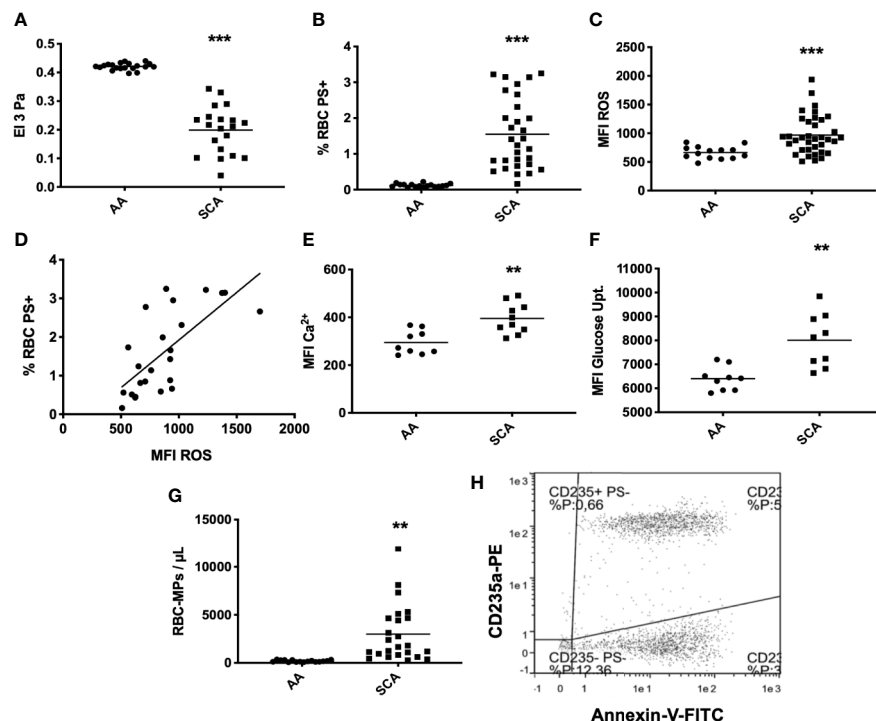 A
***
EI 3 Pa
0.5
0.4
0.3
0.2
0.1
0.0
AA
SCA
B
***
% RBC PS+
4
3
2
1
0
AA
SCA
C
***
MFI ROS
2500
2000
1500
1000
500
0
AA
SCA
D
% RBC PS+
4
3
2
1
0
0 500 1000 1500 2000
MFI ROS
E
**
MFI Ca2+
600
400
200
0
AA
SCA
F
**
MFI Glucose Upt.
11000
10000
9000
8000
7000
6000
5000
AA
SCA
G
**
RBC-MPs / µL
15000
10000
5000
0
AA
SCA
H
CD235a-PE
1e3
1e2
1e1
1
0
-1
CD235+ PS-
%P:0,66
CD23
%P:5
CD235- PS-
%P:12,36
CD23
%P:3
-1 0 1 1e1 1e2 1e3
Annexin-V-FITC